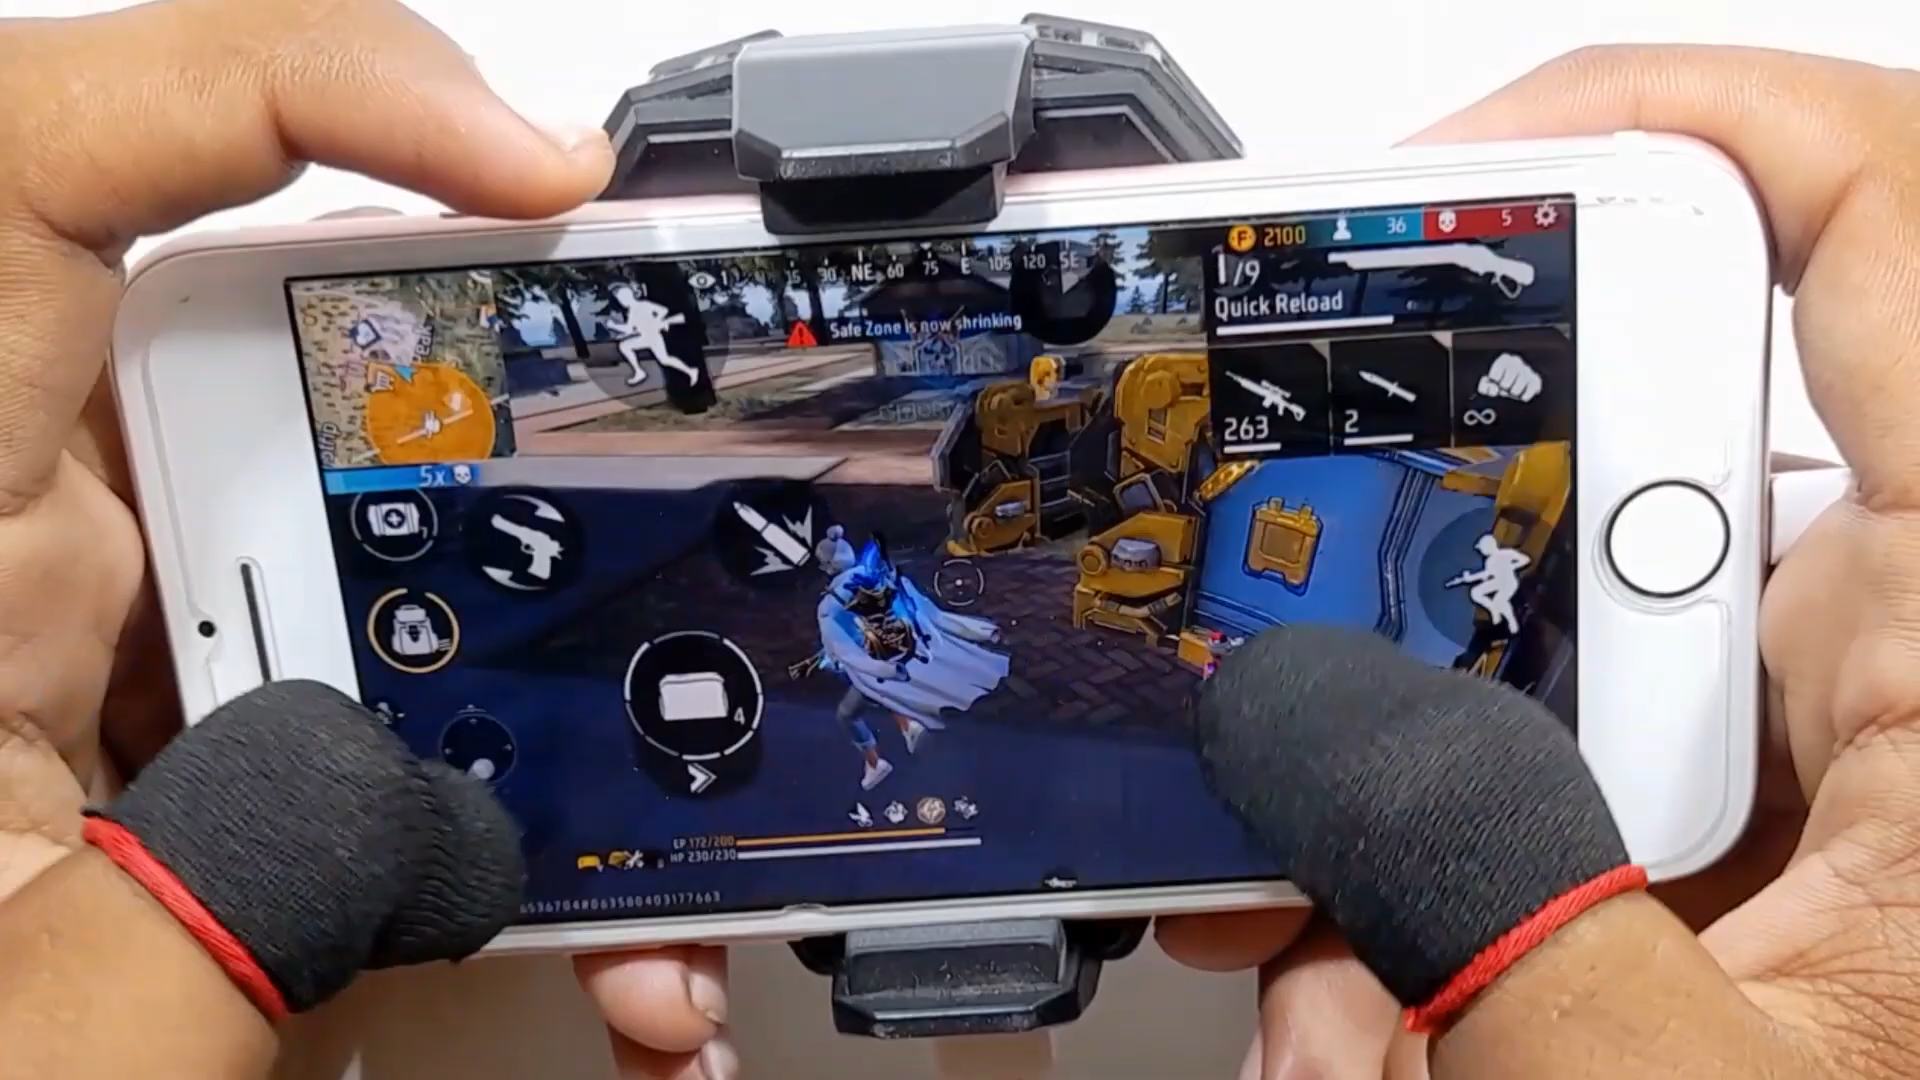 F 2100 36 5
1/9
Quick Reload
15 30 NE 60 75 E 105 120 SE
Safe Zone is now shrinking
263
2
∞
5x
4
EP 172/200
HP 230/230